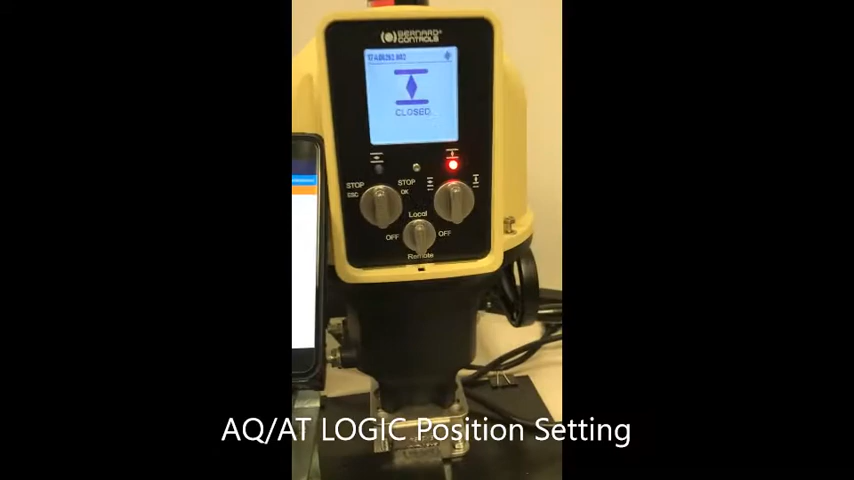 BERNARD
CONTROLS
CLOSED
STOP
ESC
STOP
OK
Local
OFF
OFF
Remote
AQ/AT LOGIC Position Setting